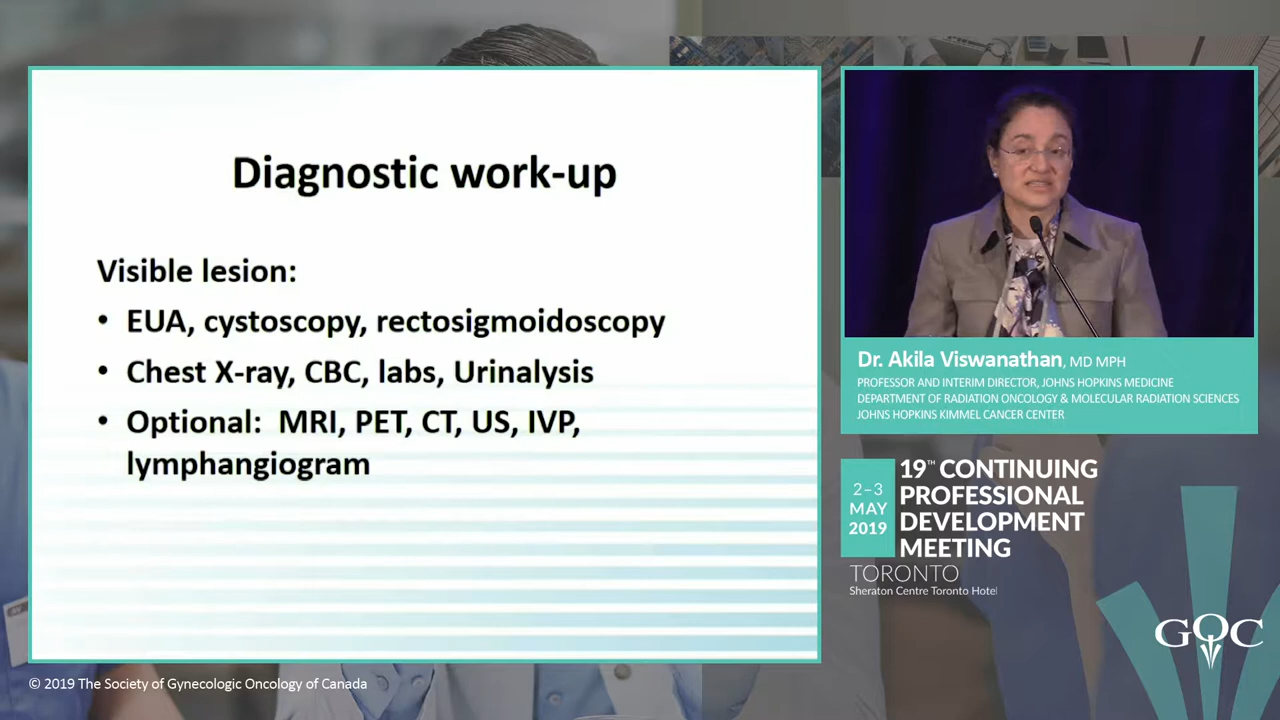 Diagnostic work-up
Visible lesion:
• EUA, cystoscopy, rectosigmoidoscopy
• Chest X-ray, CBC, labs, Urinalysis
• Optional: MRI, PET, CT, US, IVP,
lymphangiogram
Dr. Akila Viswanathan, MD MPH
PROFESSOR AND INTERIM DIRECTOR, JOHNS HOPKINS MEDICINE
DEPARTMENT OF RADIATION ONCOLOGY & MOLECULAR RADIATION SCIENCES
JOHNS HOPKINS KIMMEL CANCER CENTER
2–3
MAY
2019
19TH CONTINUING
PROFESSIONAL
DEVELOPMENT
MEETING
TORONTO
Sheraton Centre Toronto Hotel
GOC
© 2019 The Society of Gynecologic Oncology of Canada